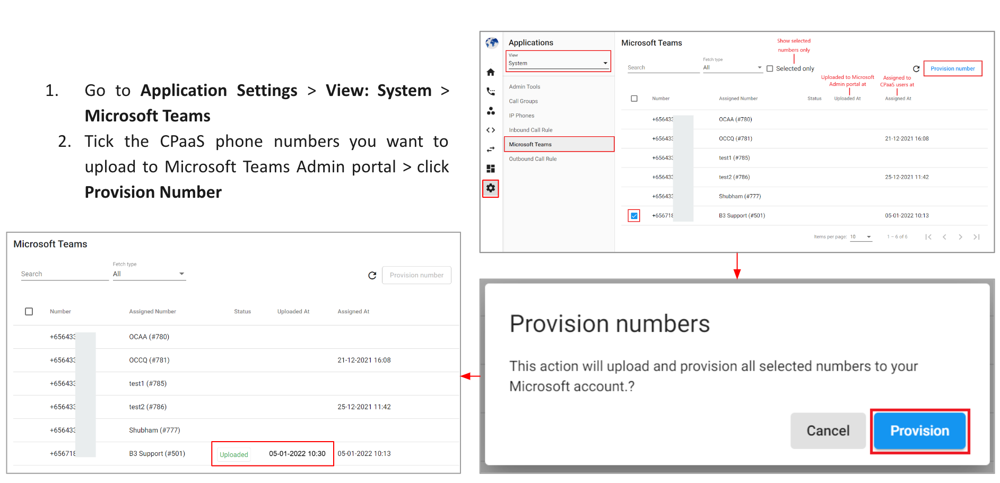 1. Go to Application Settings > View: System >
Microsoft Teams
2. Tick the CPaaS phone numbers you want to
upload to Microsoft Teams Admin portal > click
Provision Number
Applications
View
System
Admin Tools
Call Groups
IP Phones
Inbound Call Rule
Microsoft Teams
Outbound Call Rule
Microsoft Teams
Show selected
numbers only
Search
Fetch type
All
Selected only
Provision number
Uploaded to Microsoft
Admin portal at
Assigned to
CPaaS users at
Number Assigned Number Status Uploaded At Assigned At
+656433 OCAA (#780)
+656433 OCCQ (#781) 21-12-2021 16:08
+656433 test1 (#785)
+656433 test2 (#786) 25-12-2021 11:42
+656433 Shubham (#777)
+656718 B3 Support (#501) 05-01-2022 10:13
Items per page: 10 1 – 6 of 6
Provision numbers
This action will upload and provision all selected numbers to your
Microsoft account.?
Cancel Provision
Microsoft Teams
Search
Fetch type
All
Provision number
Number Assigned Number Status Uploaded At Assigned At
+656433 OCAA (#780)
+656433 OCCQ (#781) 21-12-2021 16:08
+656433 test1 (#785)
+656433 test2 (#786) 25-12-2021 11:42
+656433 Shubham (#777)
+656718 B3 Support (#501) Uploaded 05-01-2022 10:30 05-01-2022 10:13